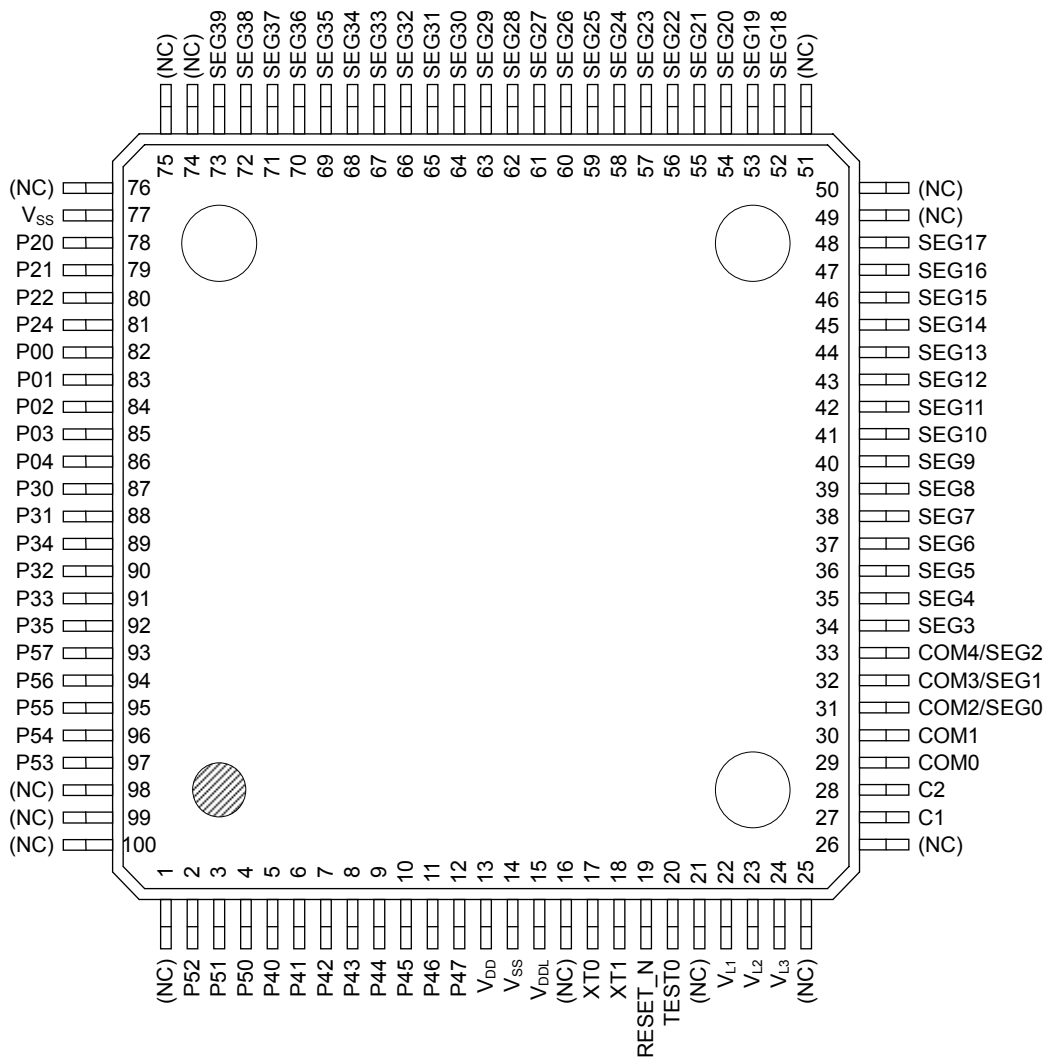 (NC)
(NC)
SEG39
SEG38
SEG37
SEG36
SEG35
SEG34
SEG33
SEG32
SEG31
SEG30
SEG29
SEG28
SEG27
SEG26
SEG25
SEG24
SEG23
SEG22
SEG21
SEG20
SEG19
SEG18
(NC)
75
74
73
72
71
70
69
68
67
66
65
64
63
62
61
60
59
58
57
56
55
54
53
52
51
(NC) 76
VSS 77
P20 78
P21 79
P22 80
P24 81
P00 82
P01 83
P02 84
P03 85
P04 86
P30 87
P31 88
P34 89
P32 90
P33 91
P35 92
P57 93
P56 94
P55 95
P54 96
P53 97
(NC) 98
(NC) 99
(NC) 100
50 (NC)
49 (NC)
48 SEG17
47 SEG16
46 SEG15
45 SEG14
44 SEG13
43 SEG12
42 SEG11
41 SEG10
40 SEG9
39 SEG8
38 SEG7
37 SEG6
36 SEG5
35 SEG4
34 SEG3
33 COM4/SEG2
32 COM3/SEG1
31 COM2/SEG0
30 COM1
29 COM0
28 C2
27 C1
26 (NC)
1
2
3
4
5
6
7
8
9
10
11
12
13
14
15
16
17
18
19
20
21
22
23
24
25
(NC)
P52
P51
P50
P40
P41
P42
P43
P44
P45
P46
P47
VDD
VSS
VDDL
(NC)
XT0
XT1
RESET_N
TEST0
(NC)
VL1
VL2
VL3
(NC)